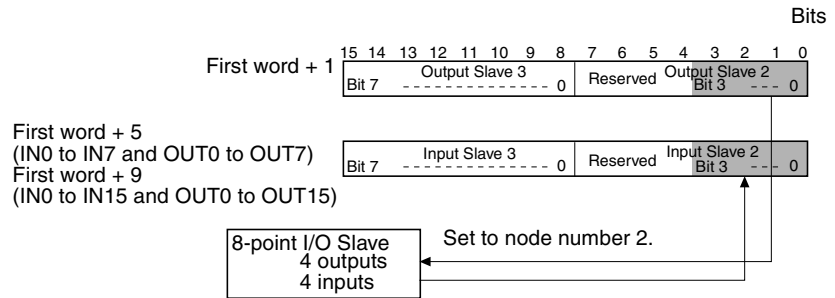 Bits
15 14 13 12 11 10 9 8 7 6 5 4 3 2 1 0
First word + 1
Output Slave 3
Output Slave 2
Bit 7 - - - - - - - - - - - - - - - - - 0
Reserved
Bit 3 - - - 0
First word + 5
(IN0 to IN7 and OUT0 to OUT7)
First word + 9
(IN0 to IN15 and OUT0 to OUT15)
Input Slave 3
Input Slave 2
Bit 7 - - - - - - - - - - - - - - - - - 0
Reserved
Bit 3 - - - 0
8-point I/O Slave
4 outputs
4 inputs
Set to node number 2.